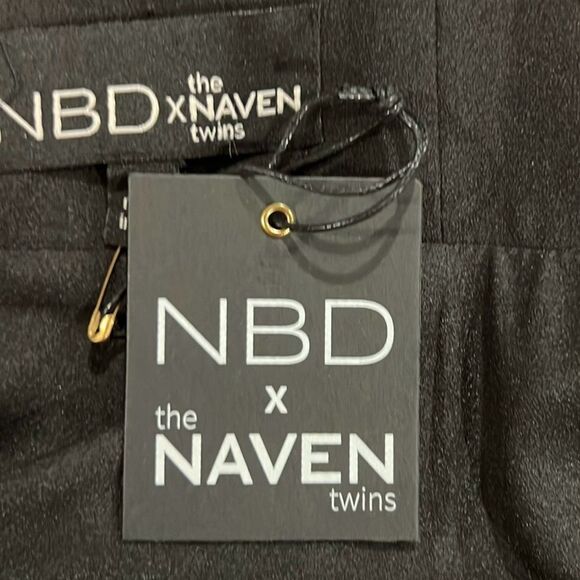 the
NBD X NAVEN
twins
NBD
X
the
NAVEN
twins